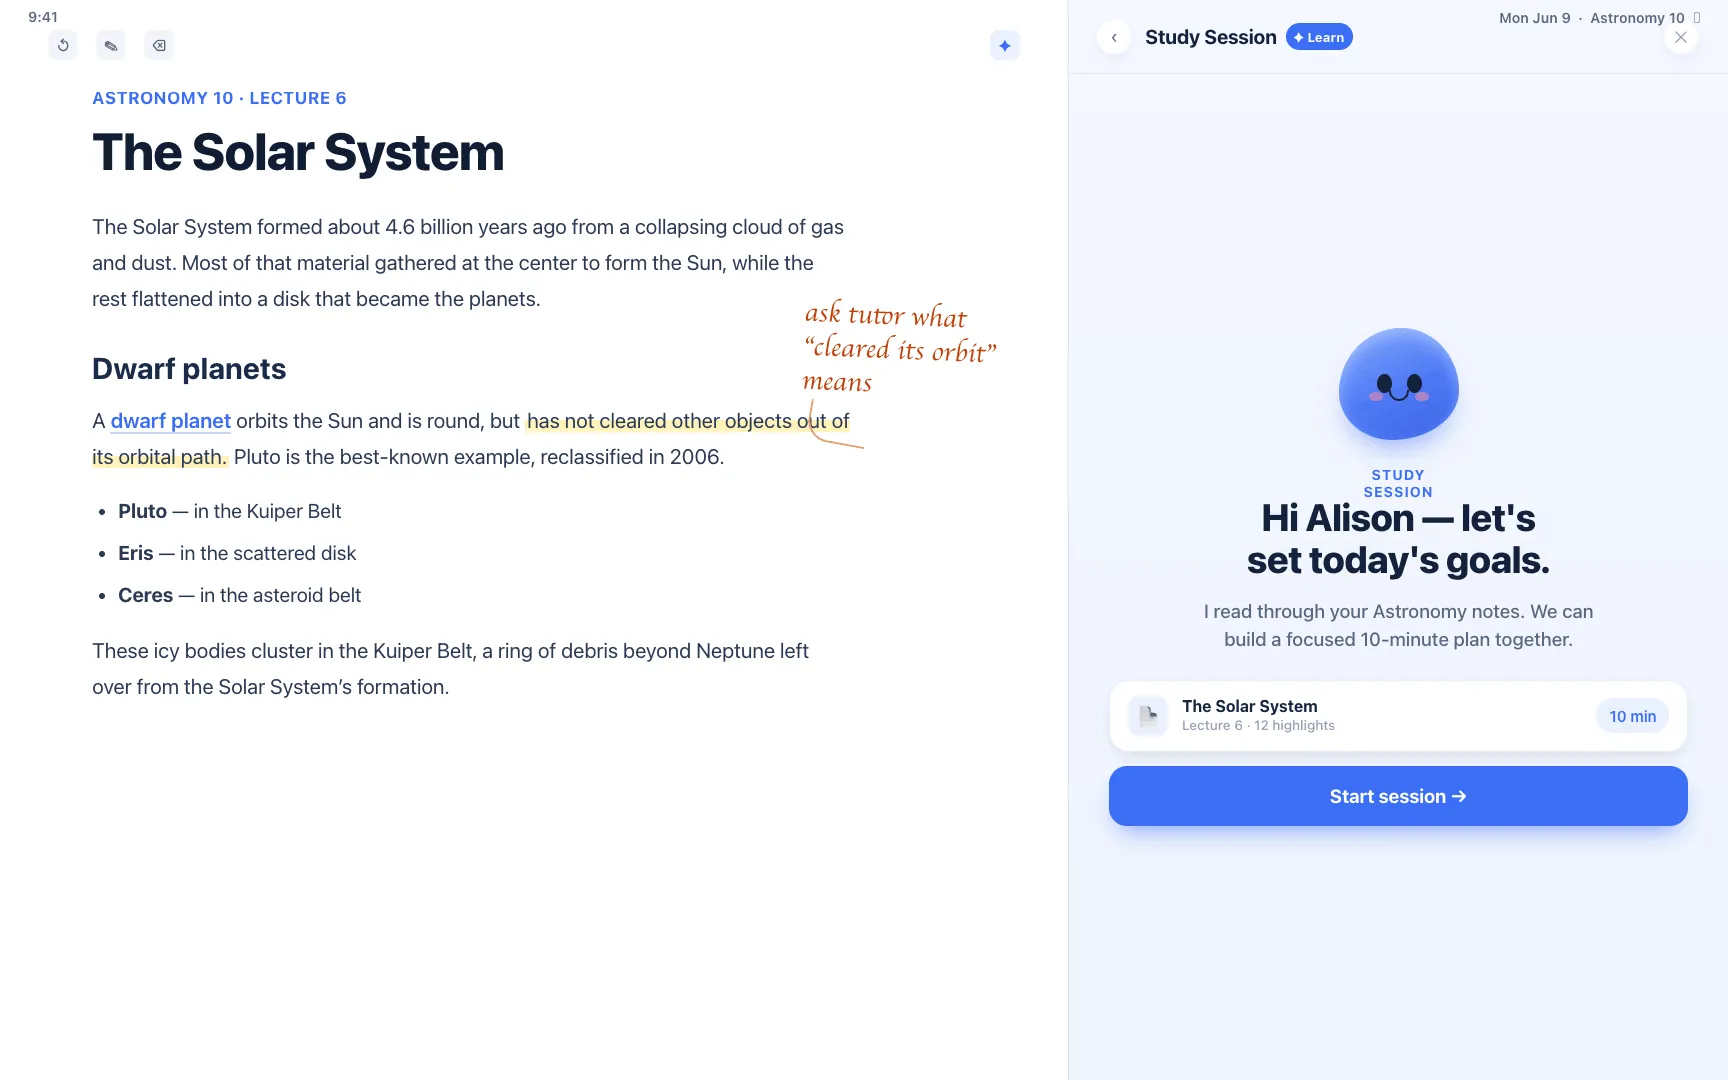 9:41
ASTRONOMY 10 · LECTURE 6
The Solar System
The Solar System formed about 4.6 billion years ago from a collapsing cloud of gas
and dust. Most of that material gathered at the center to form the Sun, while the
rest flattened into a disk that became the planets.
ask tutor what
“cleared its orbit”
means
Dwarf planets
A dwarf planet orbits the Sun and is round, but has not cleared other objects out of
its orbital path. Pluto is the best-known example, reclassified in 2006.
• Pluto — in the Kuiper Belt
• Eris — in the scattered disk
• Ceres — in the asteroid belt
These icy bodies cluster in the Kuiper Belt, a ring of debris beyond Neptune left
over from the Solar System’s formation.
Mon Jun 9 · Astronomy 10
Study Session
Learn
STUDY
SESSION
Hi Alison — let's
set today's goals.
I read through your Astronomy notes. We can
build a focused 10-minute plan together.
The Solar System
Lecture 6 · 12 highlights
10 min
Start session →